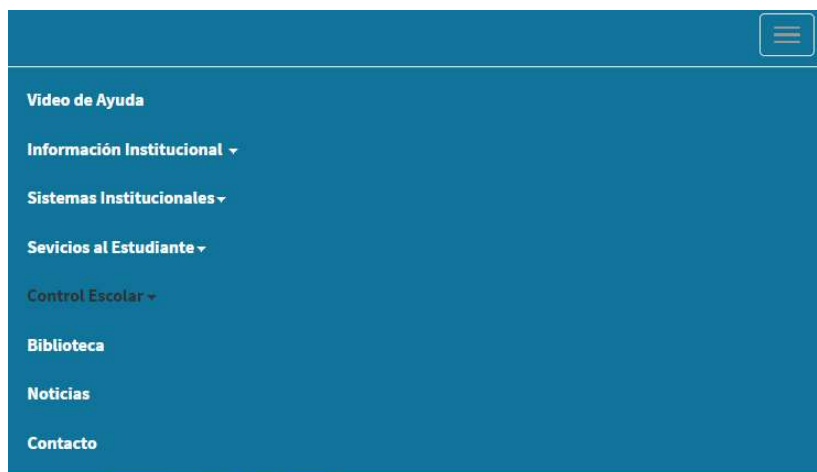 Video de Ayuda
Información Institucional
Sistemas Institucionales
Sevicios al Estudiante
Control Escolar
Biblioteca
Noticias
Contacto